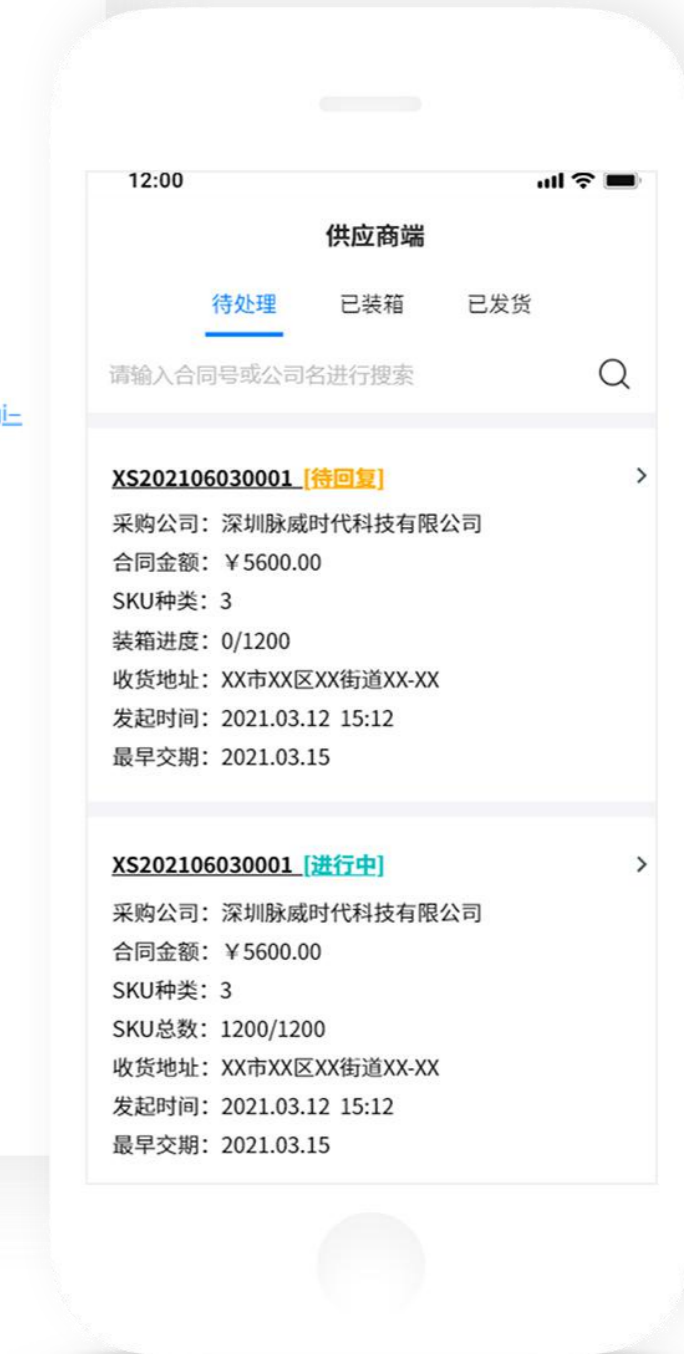 12:00
供应商端
待处理 已装箱 已发货
请输入合同号或公司名进行搜索
XS202106030001 [待回复]
采购公司：深圳脉威时代科技有限公司
合同金额：￥5600.00
SKU种类：3
装箱进度：0/1200
收货地址：XX市XX区XX街道XX-XX
发起时间：2021.03.12 15:12
最早交期：2021.03.15
XS202106030001 [进行中]
采购公司：深圳脉威时代科技有限公司
合同金额：￥5600.00
SKU种类：3
SKU总数：1200/1200
收货地址：XX市XX区XX街道XX-XX
发起时间：2021.03.12 15:12
最早交期：2021.03.15